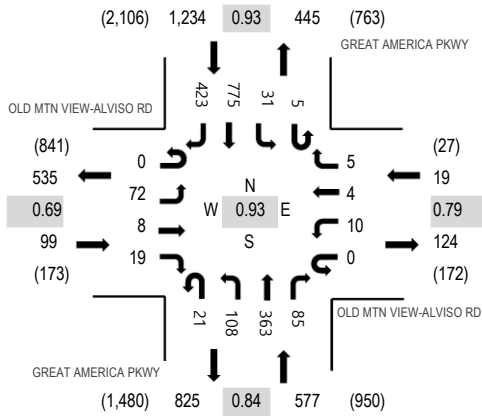 (2,106) 1,234 0.93 445 (763)
GREAT AMERICA PKWY
OLD MTN VIEW-ALVISO RD
423 775 31 5
(841)
535
0.69
99
(173)
0
72
8
19
N
W 0.93 E
S
5
4
10
0
(27)
19
0.79
124
(172)
21 108 363 85
OLD MTN VIEW-ALVISO RD
GREAT AMERICA PKWY
(1,480) 825 0.84 577 (950)